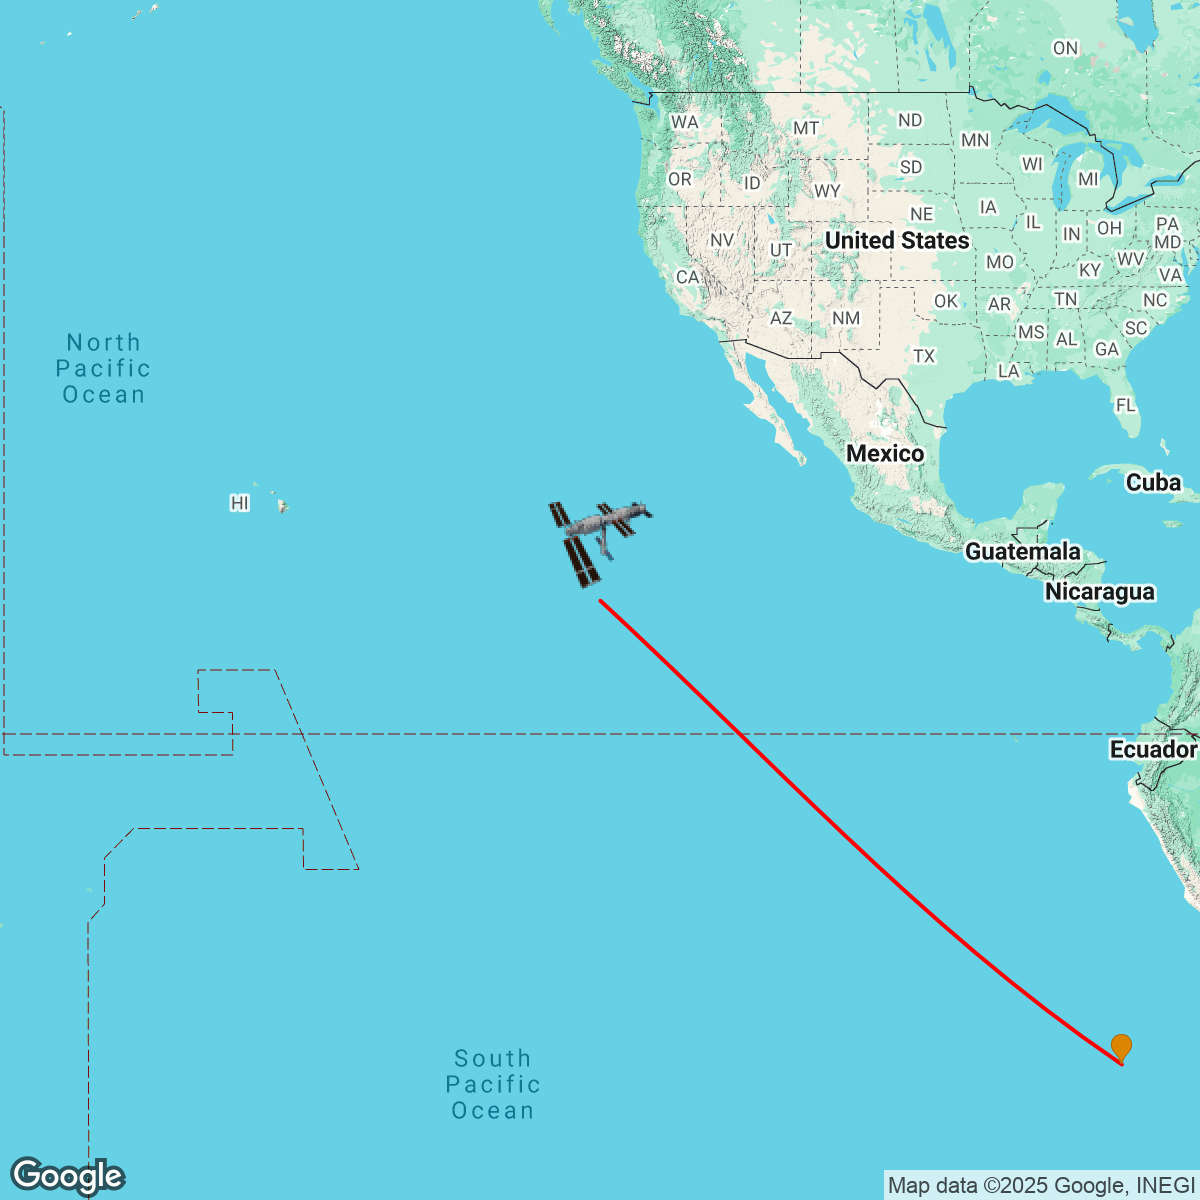 ON
WA
MT
ND
MN
OR
ID
WY
SD
WI
MI
NV
UT
NE
IA
IL
IN
OH
PA
MD
United States
CA
MO
KY
WV
VA
AZ
NM
OK
AR
TN
NC
TX
MS
AL
GA
SC
LA
FL
North
Pacific
Ocean
HI
Mexico
Cuba
Guatemala
Nicaragua
Ecuador
South
Pacific
Ocean
Google
Map data ©2025 Google, INEGI